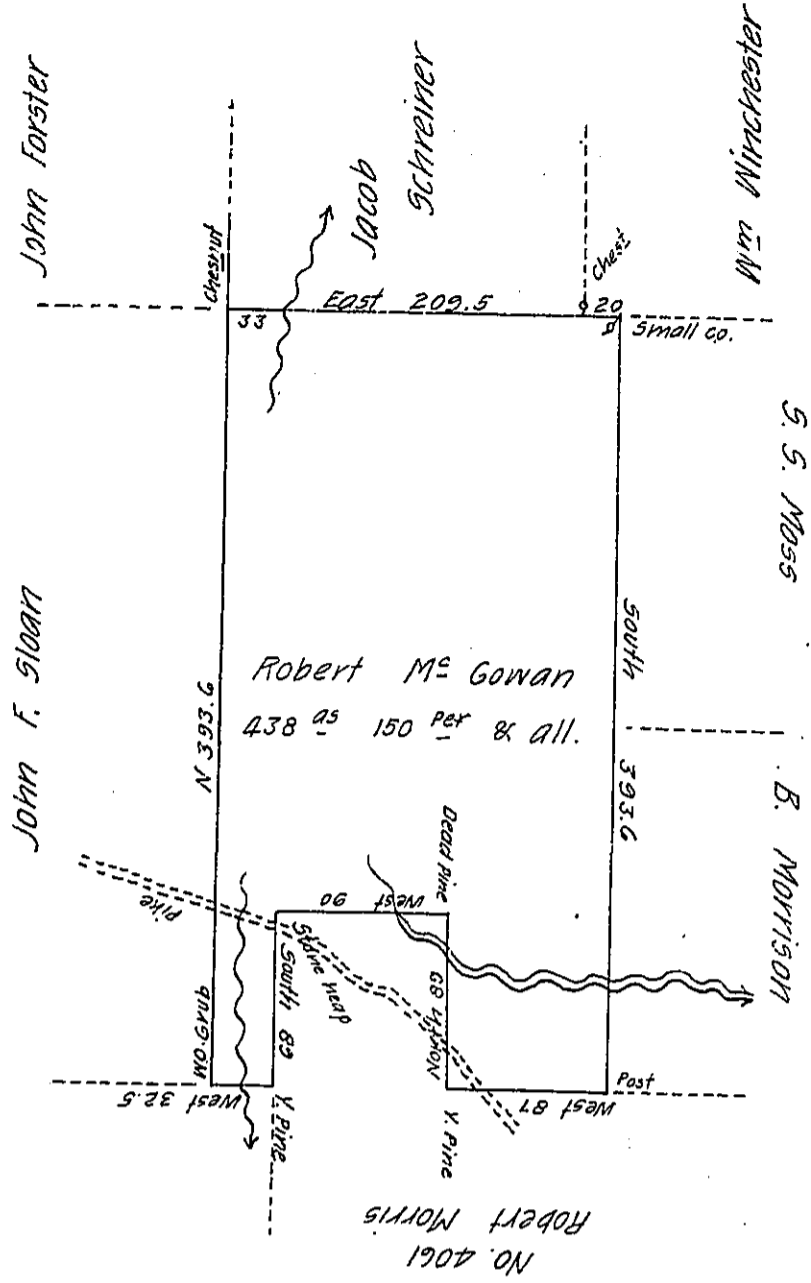 John Forster
Jacob
Schreiner
Wm Winchester
Chesnut
Chest
33
East 209.5
20
Small co.
S. S. Moss
South
393.6
B. Morrison
John F. Sloan
N 393.6
Robert Mc Gowan
438 as 150 per & all.
Dead Pine
West 90
Pike
Stone heap
South 89
North 89
W.O. Grub
West 32.5
Y. Pine
Y. Pine
West 87
Post
Robert Morris
No. 4061